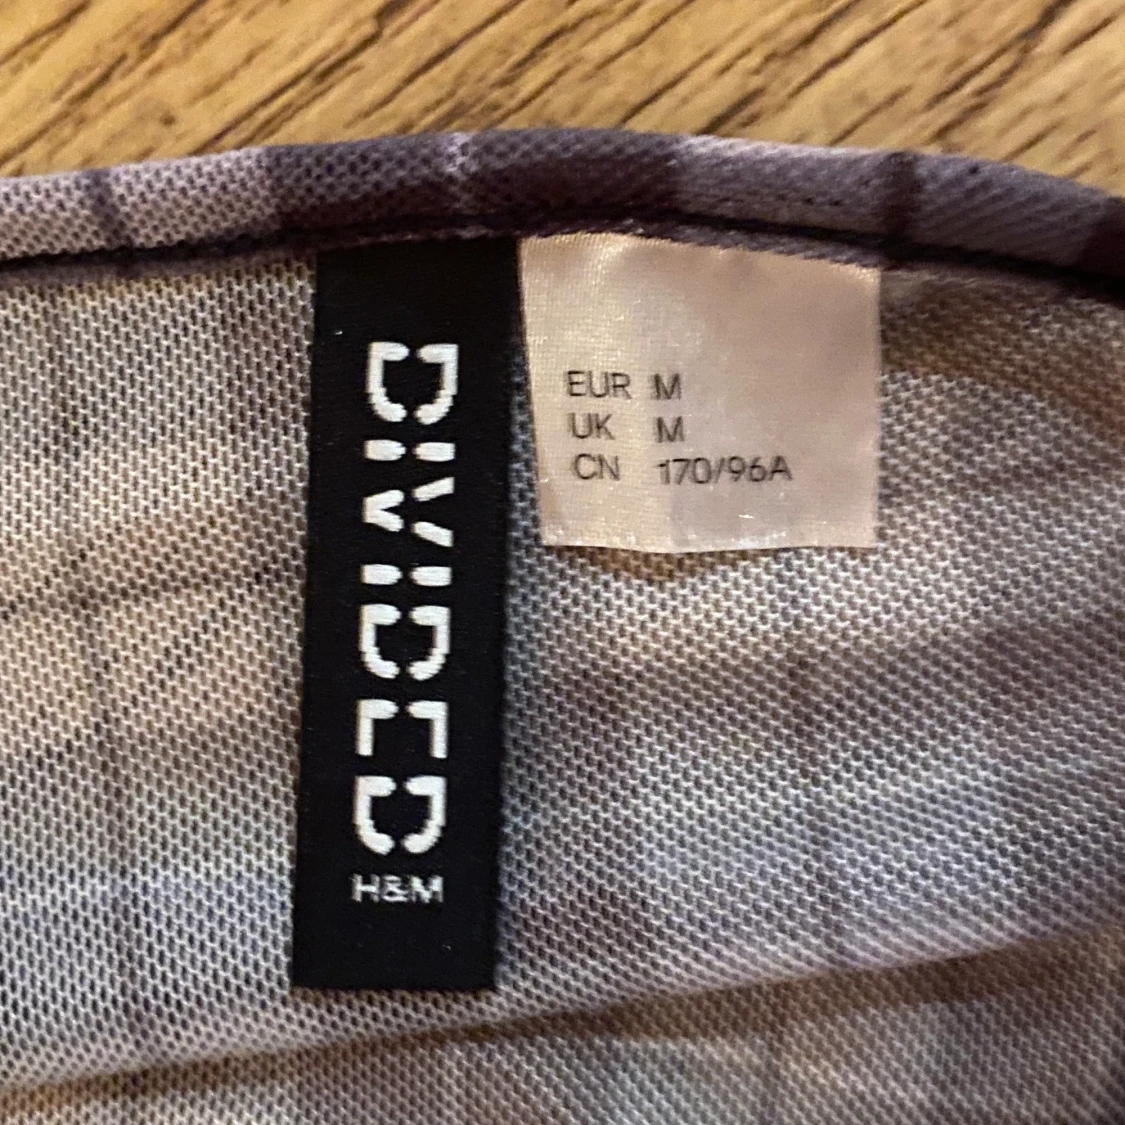 DIVIDED
H&M
EUR M
UK M
CN 170/96A